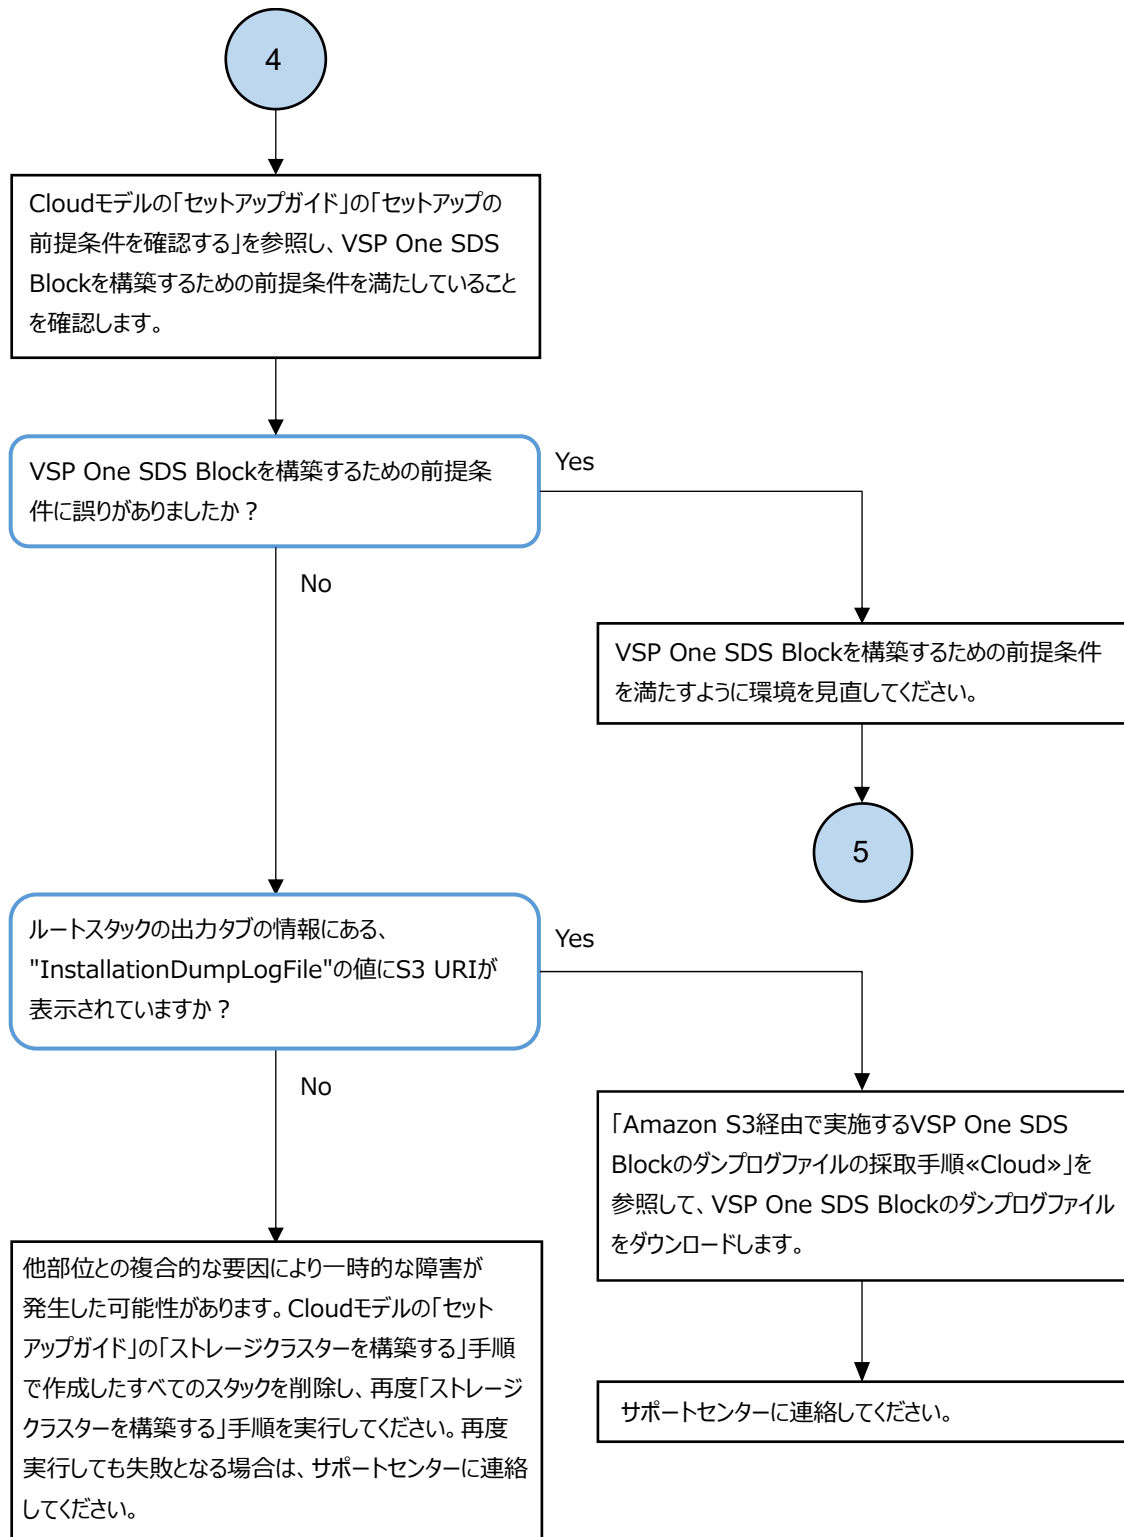 4
Cloudモデルの「セットアップガイド」の「セットアップの
前提条件を確認する」を参照し、VSP One SDS
Blockを構築するための前提条件を満たしていること
を確認します。
VSP One SDS Blockを構築するための前提条
件に誤りがありましたか？
Yes
No
VSP One SDS Blockを構築するための前提条件
を満たすように環境を見直してください。
5
ルートスタックの出力タブの情報にある、
"InstallationDumpLogFile"の値にS3 URIが
表示されていますか？
Yes
No
「Amazon S3経由で実施するVSP One SDS
Blockのダンプログファイルの採取手順≪Cloud≫」を
参照して、VSP One SDS Blockのダンプログファイル
をダウンロードします。
他部位との複合的な要因により一時的な障害が
発生した可能性があります。Cloudモデルの「セット
アップガイド」の「ストレージクラスターを構築する」手順
で作成したすべてのスタックを削除し、再度「ストレージ
クラスターを構築する」手順を実行してください。再度
実行しても失敗となる場合は、サポートセンターに連絡
してください。
サポートセンターに連絡してください。